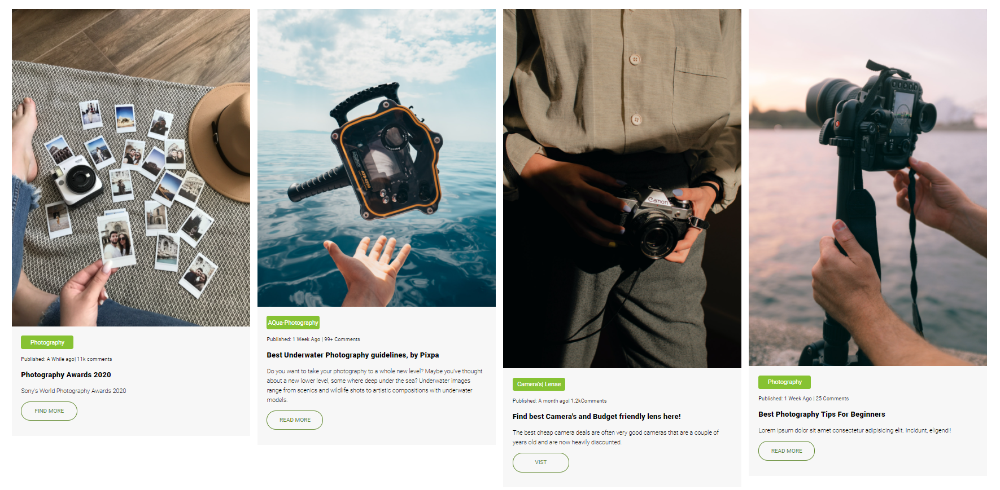 Photography
Published: A While ago| 11k comments
Photography Awards 2020
Sony's World Photography Awards 2020
FIND MORE
AQua-Photography
Published: 1 Week Ago | 99+ Comments
Best Underwater Photography guidelines, by Pixpa
Do you want to take your photography to a whole new level? Maybe you've thought
about a new lower level, some where deep under the sea? Underwater images
range from scenics and wildlife shots to artistic compositions with underwater
models.
READ MORE
Canon
Camera's| Lense
Published: A month ago| 1.2kComments
Find best Camera's and Budget friendly lens here!
The best cheap camera deals are often very good cameras that are a couple of
years old and are now heavily discounted.
VIST
Photography
Published: 1 Week Ago | 25 Comments
Best Photography Tips For Beginners
Lorem ipsum dolor sit amet consectetur adipisicing elit. Incidunt, eligendi!
READ MORE